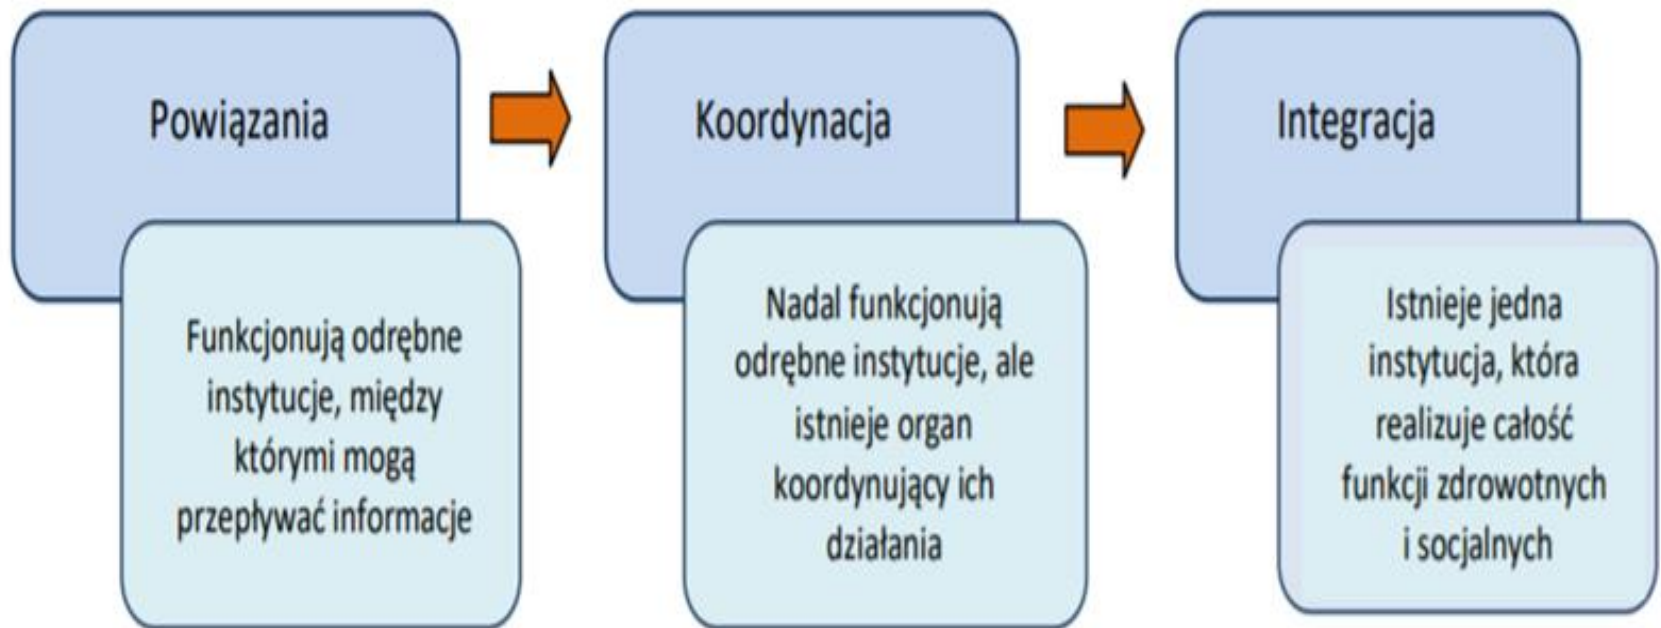 Powiązania
Funkcjonują odrębne
instytucje, między
którymi mogą
przepływać informacje
Koordynacja
Nadal funkcjonują
odrębne instytucje, ale
istnieje organ
koordynujący ich
działania
Integracja
Istnieje jedna
instytucja, która
realizuje całość
funkcji zdrowotnych
i socjalnych